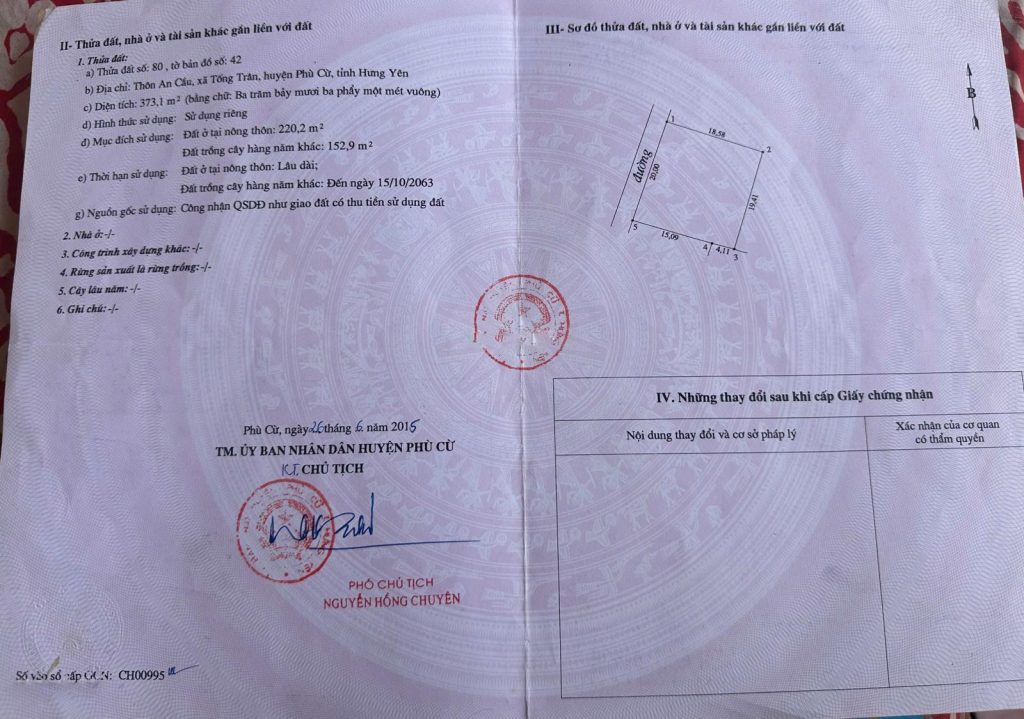 II- Thửa đất, nhà ở và tài sản khác gắn liền với đất
1. Thửa đất:
a) Thửa đất số: 80 , tờ bản đồ số: 42
b) Địa chỉ: Thôn An Cầu, xã Tống Trân, huyện Phù Cừ, tỉnh Hưng Yên
c) Diện tích: 373,1 m² (bằng chữ: Ba trăm bảy mươi ba phẩy một mét vuông)
d) Hình thức sử dụng: Sử dụng riêng
đ) Mục đích sử dụng: Đất ở tại nông thôn: 220,2 m²
Đất trồng cây hàng năm khác: 152,9 m²
e) Thời hạn sử dụng: Đất ở tại nông thôn: Lâu dài;
Đất trồng cây hàng năm khác: Đến ngày 15/10/2063
g) Nguồn gốc sử dụng: Công nhận QSDĐ như giao đất có thu tiền sử dụng đất
2. Nhà ở: -/-
3. Công trình xây dựng khác: -/-
4. Rừng sản xuất là rừng trồng: -/-
5. Cây lâu năm: -/-
6. Ghi chú: -/-
Phù Cừ, ngày 26 tháng 6 năm 2015
TM. ỦY BAN NHÂN DÂN HUYỆN PHÙ CỪ
KT. CHỦ TỊCH
PHÓ CHỦ TỊCH
NGUYỄN HỒNG CHUYÊN
Số vào sổ cấp GCN: CH00995
III- Sơ đồ thửa đất, nhà ở và tài sản khác gắn liền với đất
B
1
18,58
2
đường
20,00
19,41
5
15,09
4
4,11
3
IV. Những thay đổi sau khi cấp Giấy chứng nhận
Nội dung thay đổi và cơ sở pháp lý
Xác nhận của cơ quan
có thẩm quyền